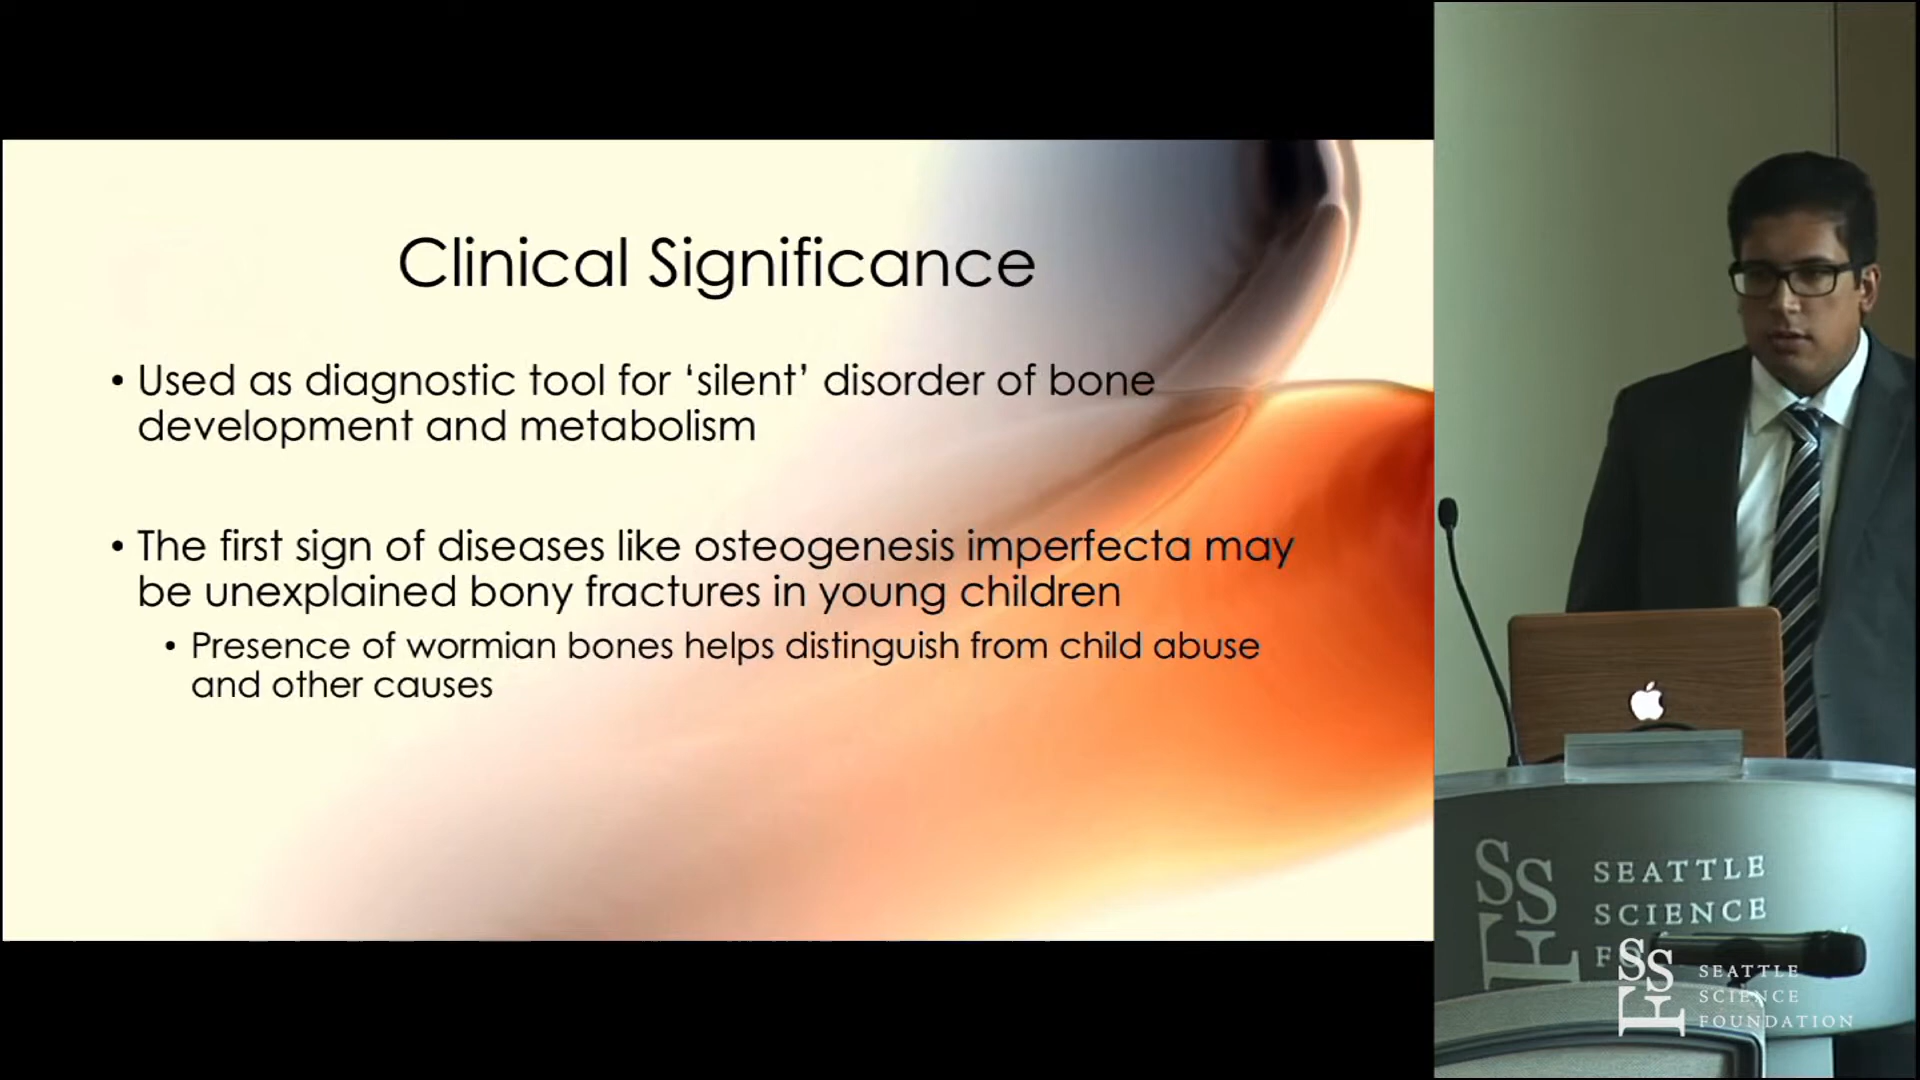 Clinical Significance
• Used as diagnostic tool for ‘silent’ disorder of bone
development and metabolism
• The first sign of diseases like osteogenesis imperfecta may
be unexplained bony fractures in young children
• Presence of wormian bones helps distinguish from child abuse
and other causes
SSF
SEATTLE
SCIENCE
SSF
SEATTLE
SCIENCE
FOUNDATION